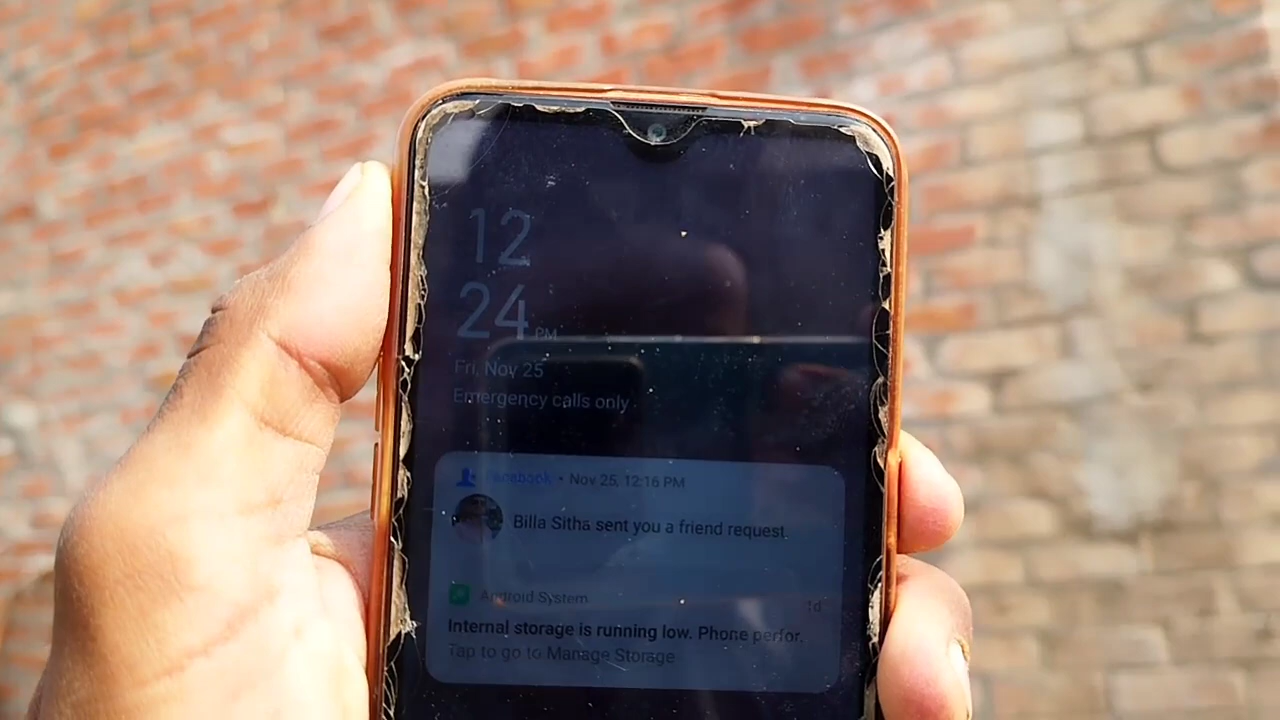 12
24 PM
Fri, Nov 25
Emergency calls only
Facebook • Nov 25, 12:16 PM
Billa Sitha sent you a friend request
Android System 1d
Internal storage is running low. Phone perfor.
Tap to go to Manage Storage